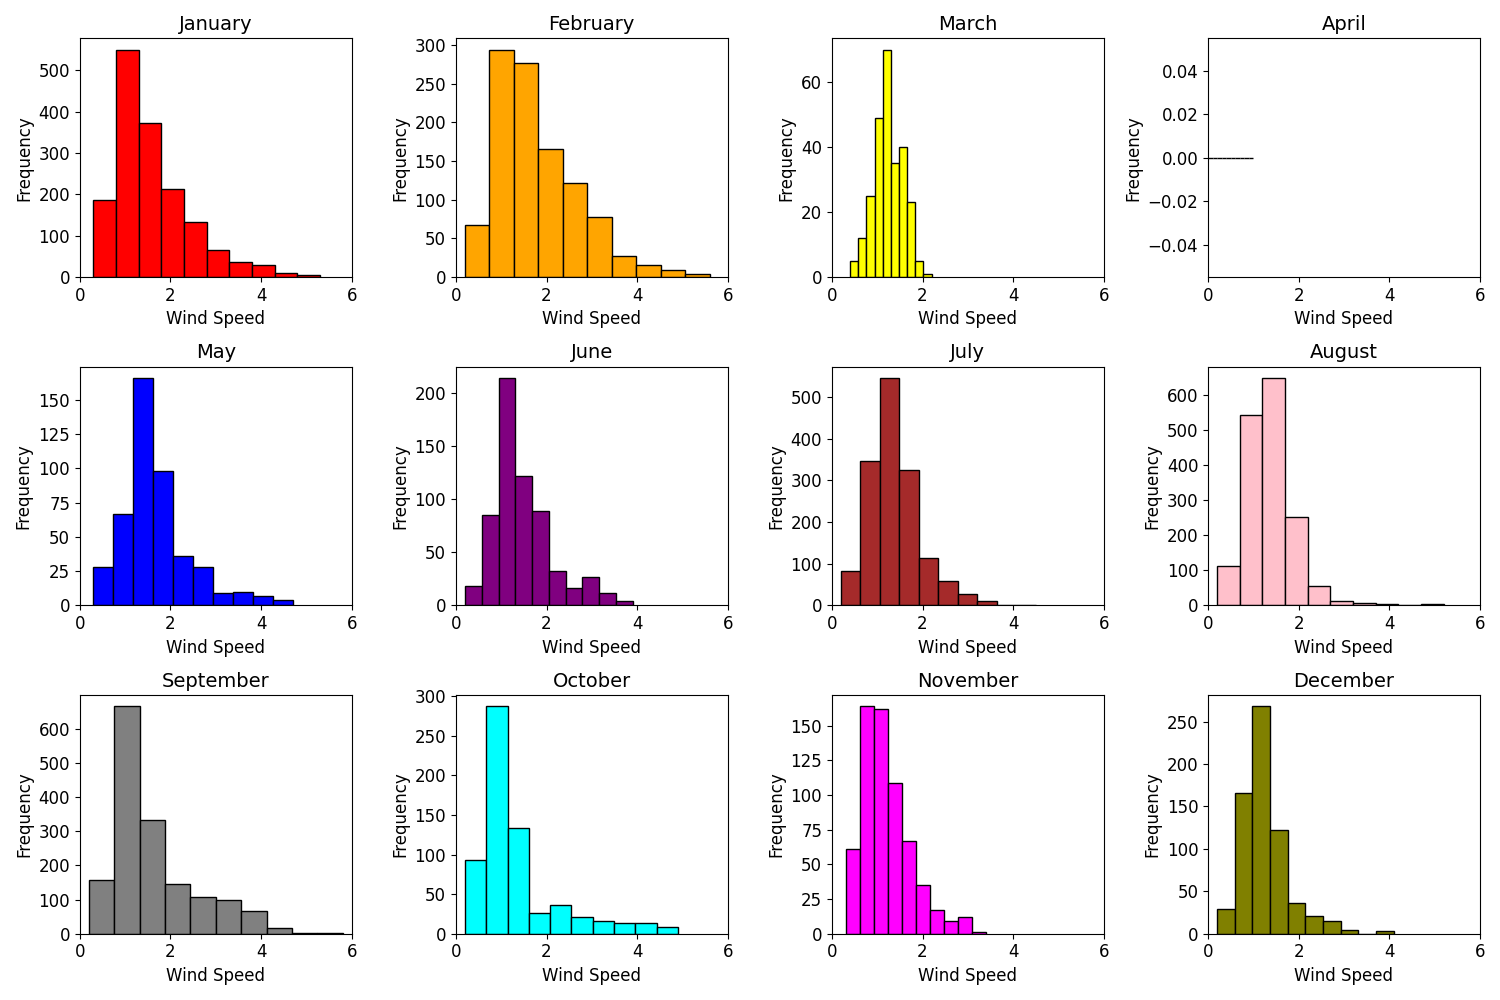 January
February
March
April
500
400
300
200
100
0
Frequency
0 2 4 6
Wind Speed
300
250
200
150
100
50
0
Frequency
0 2 4 6
Wind Speed
60
40
20
0
Frequency
0 2 4 6
Wind Speed
0.04
0.02
0.00
−0.02
−0.04
Frequency
0 2 4 6
Wind Speed
May
June
July
August
150
125
100
75
50
25
0
Frequency
0 2 4 6
Wind Speed
200
150
100
50
0
Frequency
0 2 4 6
Wind Speed
500
400
300
200
100
0
Frequency
0 2 4 6
Wind Speed
600
500
400
300
200
100
0
Frequency
0 2 4 6
Wind Speed
September
October
November
December
600
500
400
300
200
100
0
Frequency
0 2 4 6
Wind Speed
300
250
200
150
100
50
0
Frequency
0 2 4 6
Wind Speed
150
125
100
75
50
25
0
Frequency
0 2 4 6
Wind Speed
250
200
150
100
50
0
Frequency
0 2 4 6
Wind Speed